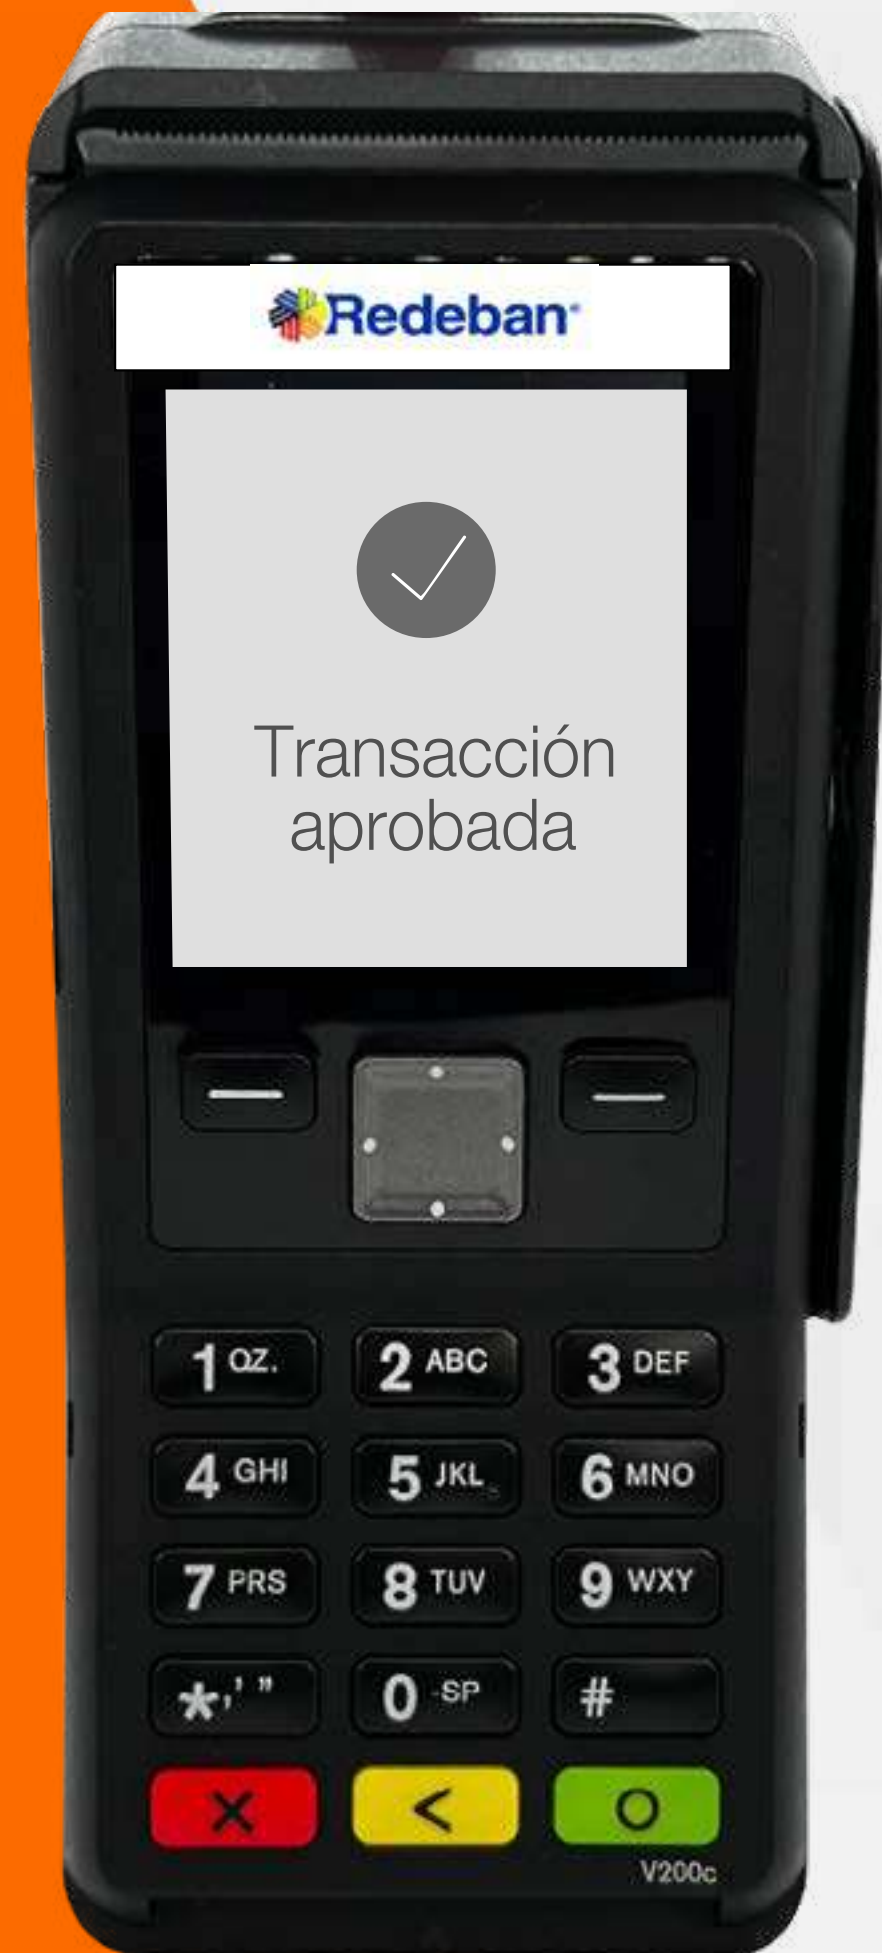 Redeban
Transacción
aprobada
1 QZ.
2 ABC
3 DEF
4 GHI
5 JKL
6 MNO
7 PRS
8 TUV
9 WXY
*,' "
0 -SP
#
X
<
O
V200c